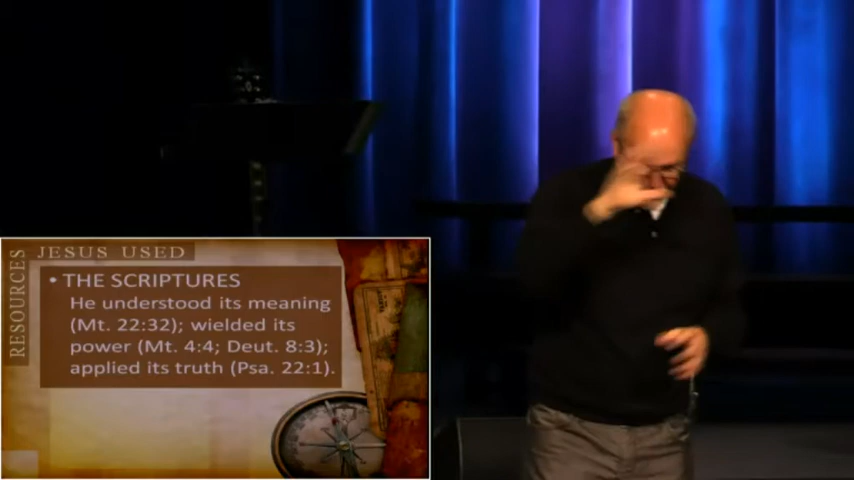 RESOURCES
JESUS USED
• THE SCRIPTURES
He understood its meaning
(Mt. 22:32); wielded its
power (Mt. 4:4; Deut. 8:3);
applied its truth (Psa. 22:1).